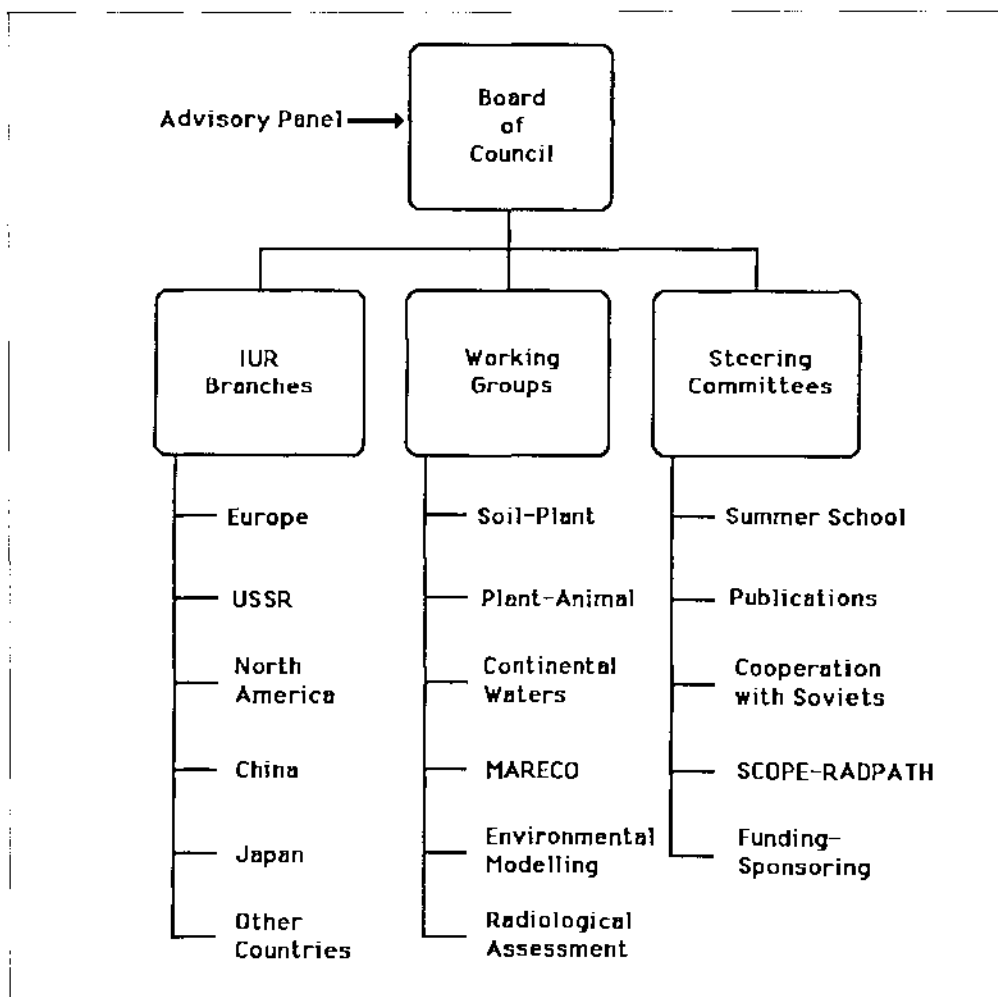 Board
of
Council
Advisory Panel
IUR
Branches
Europe
USSR
North
America
China
Japan
Other
Countries
Working
Groups
Soil-Plant
Plant-Animal
Continental
Waters
MARECO
Environmental
Modelling
Radiological
Assessment
Steering
Committees
Summer School
Publications
Cooperation
with Soviets
SCOPE-RADPATH
Funding-
Sponsoring